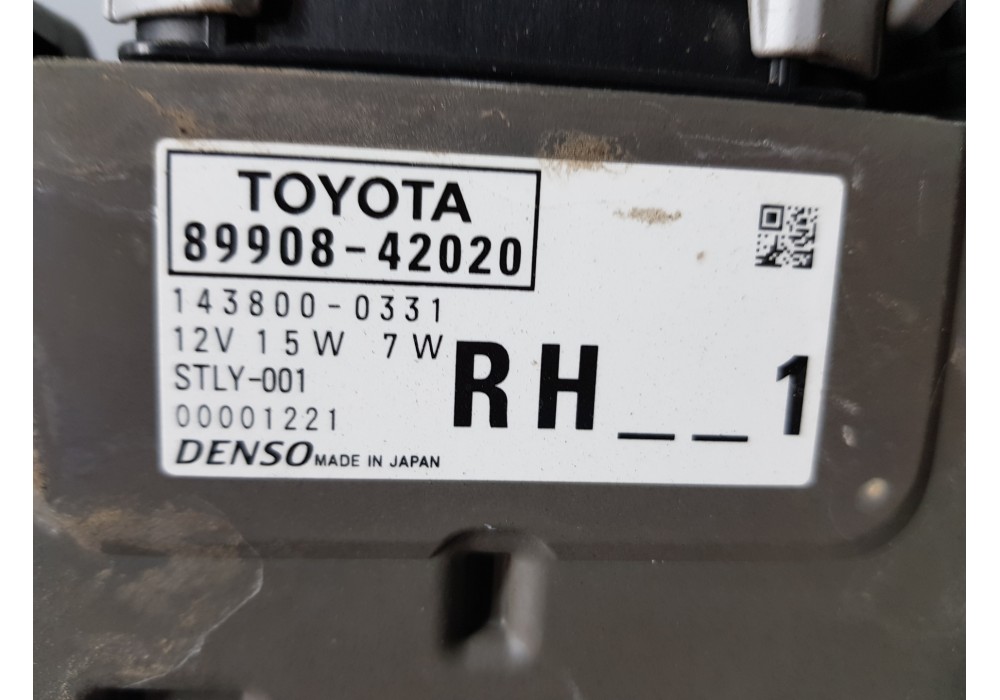 TOYOTA
89908-42020
143800-0331
12V 15W 7W
STLY-001
00001221
DENSO MADE IN JAPAN
RH__1